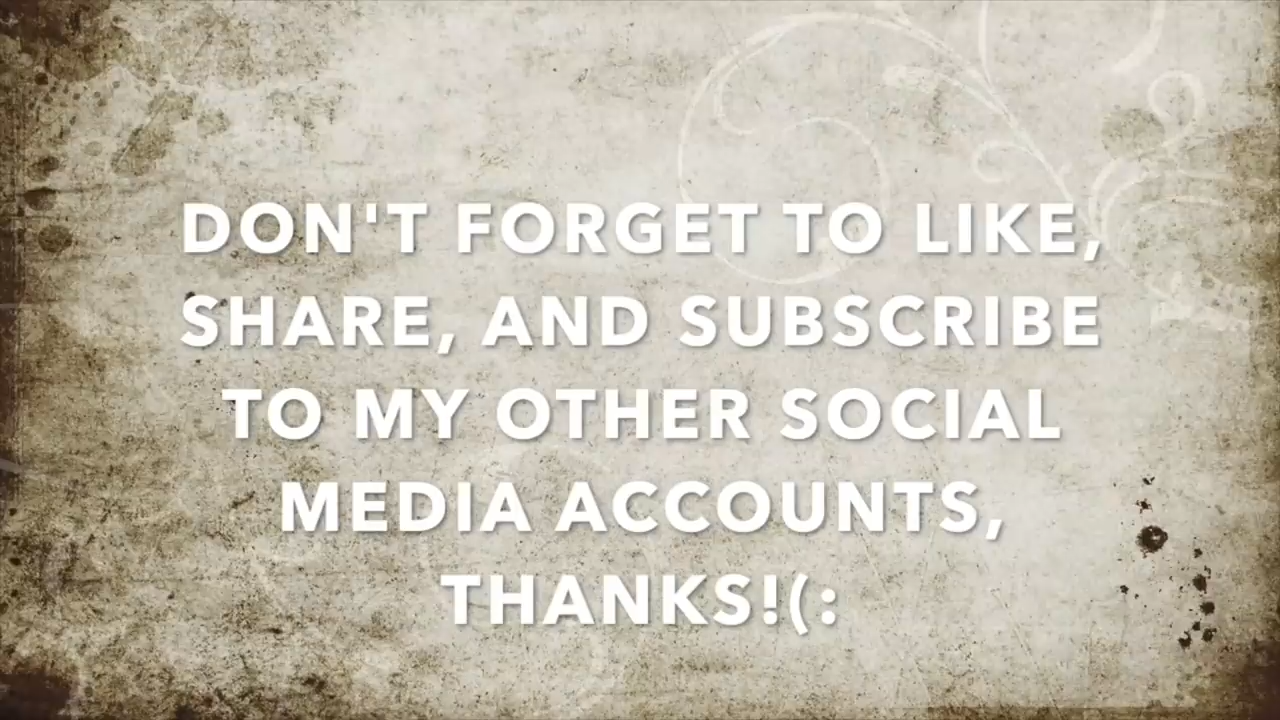 DON'T FORGET TO LIKE,
SHARE, AND SUBSCRIBE
TO MY OTHER SOCIAL
MEDIA ACCOUNTS,
THANKS!(: